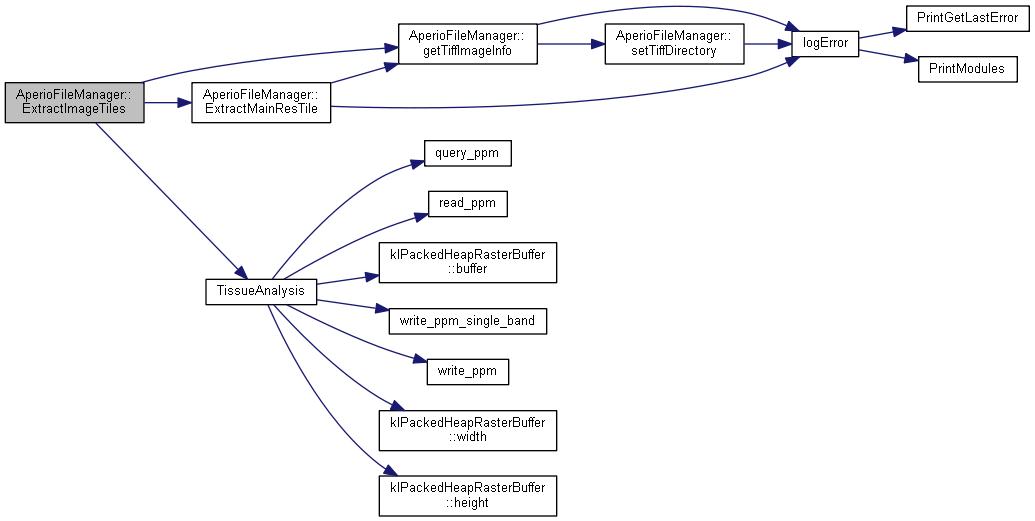 AperioFileManager::
ExtractImageTiles
AperioFileManager::
ExtractMainResTile
AperioFileManager::
getTiffImageInfo
AperioFileManager::
setTiffDirectory
logError
PrintGetLastError
PrintModules
TissueAnalysis
query_ppm
read_ppm
klPackedHeapRasterBuffer
::buffer
write_ppm_single_band
write_ppm
klPackedHeapRasterBuffer
::width
klPackedHeapRasterBuffer
::height